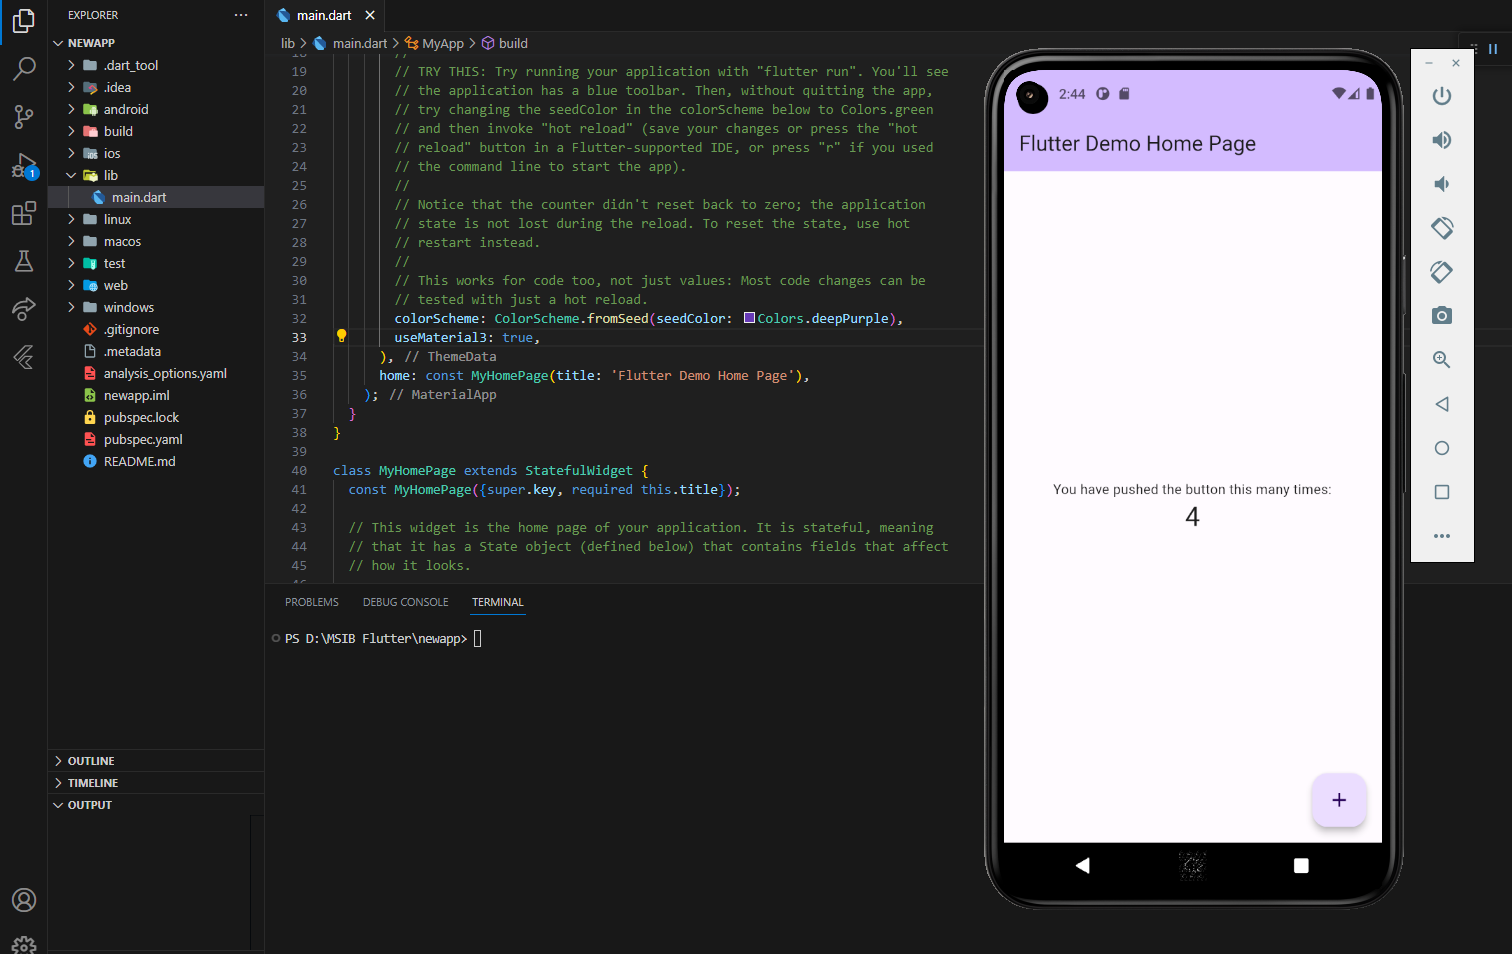 EXPLORER
NEWAPP
.dart_tool
.idea
android
build
ios
lib
main.dart
linux
macos
test
web
windows
.gitignore
.metadata
analysis_options.yaml
newapp.iml
pubspec.lock
pubspec.yaml
README.md
OUTLINE
TIMELINE
OUTPUT
1
main.dart
lib > main.dart > MyApp > build
18 //
19 // TRY THIS: Try running your application with "flutter run". You'll see
20 // the application has a blue toolbar. Then, without quitting the app,
21 // try changing the seedColor in the colorScheme below to Colors.green
22 // and then invoke "hot reload" (save your changes or press the "hot
23 // reload" button in a Flutter-supported IDE, or press "r" if you used
24 // the command line to start the app).
25 //
26 // Notice that the counter didn't reset back to zero; the application
27 // state is not lost during the reload. To reset the state, use hot
28 // restart instead.
29 //
30 // This works for code too, not just values: Most code changes can be
31 // tested with just a hot reload.
32 colorScheme: ColorScheme.fromSeed(seedColor: Colors.deepPurple),
33 useMaterial3: true,
34 ), // ThemeData
35 home: const MyHomePage(title: 'Flutter Demo Home Page'),
36 ); // MaterialApp
37 }
38 }
39
40 class MyHomePage extends StatefulWidget {
41 const MyHomePage({super.key, required this.title});
42
43 // This widget is the home page of your application. It is stateful, meaning
44 // that it has a State object (defined below) that contains fields that affect
45 // how it looks.
PROBLEMS DEBUG CONSOLE TERMINAL
PS D:\MSIB Flutter\newapp>
2:44
Flutter Demo Home Page
You have pushed the button this many times:
4
+